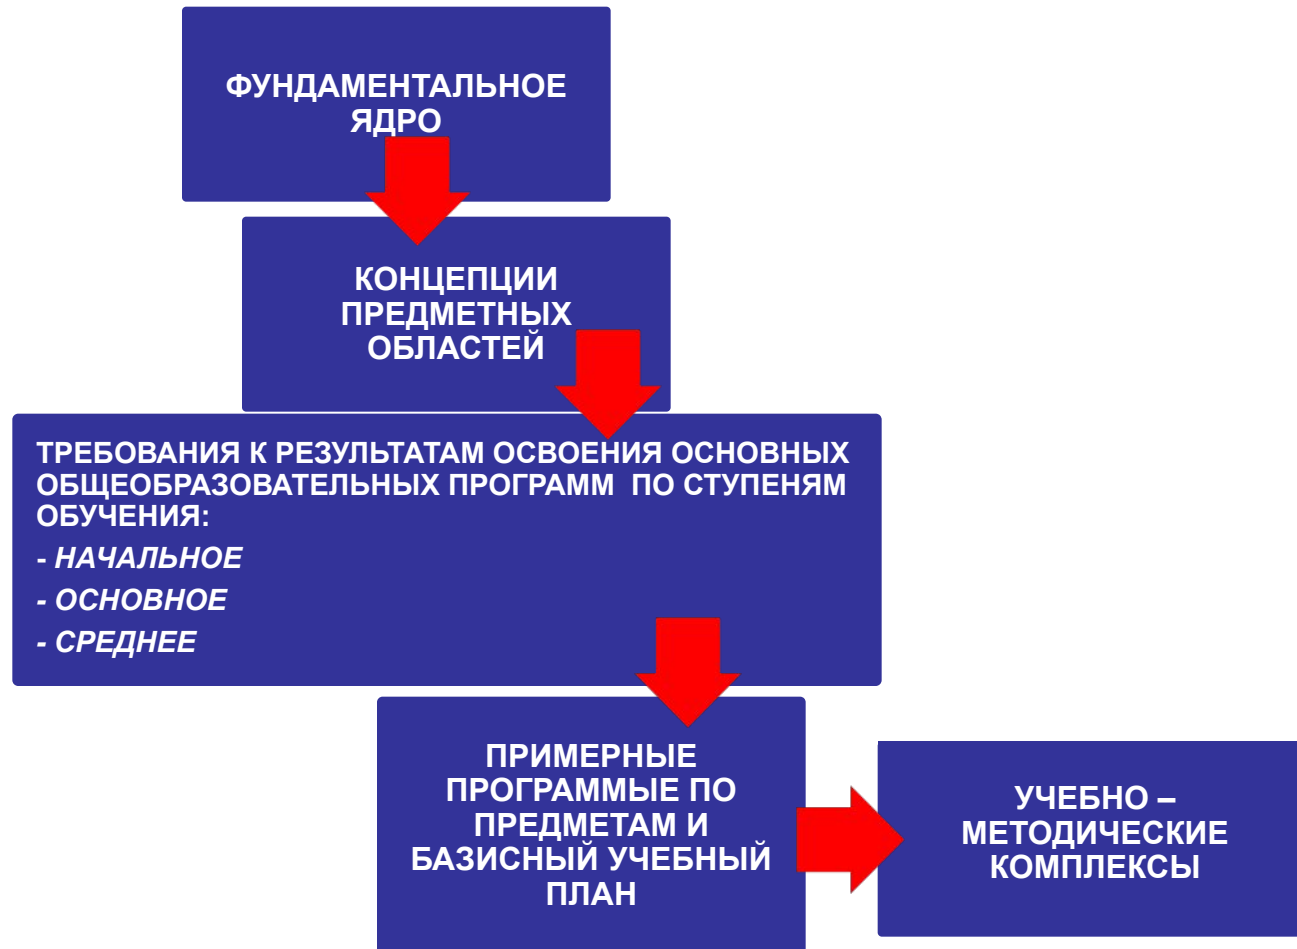 ФУНДАМЕНТАЛЬНОЕ
ЯДРО
КОНЦЕПЦИИ
ПРЕДМЕТНЫХ
ОБЛАСТЕЙ
ТРЕБОВАНИЯ К РЕЗУЛЬТАТАМ ОСВОЕНИЯ ОСНОВНЫХ
ОБЩЕОБРАЗОВАТЕЛЬНЫХ ПРОГРАММ ПО СТУПЕНЯМ
ОБУЧЕНИЯ:
- НАЧАЛЬНОЕ
- ОСНОВНОЕ
- СРЕДНЕЕ
ПРИМЕРНЫЕ
ПРОГРАММЫЕ ПО
ПРЕДМЕТАМ И
БАЗИСНЫЙ УЧЕБНЫЙ
ПЛАН
УЧЕБНО –
МЕТОДИЧЕСКИЕ
КОМПЛЕКСЫ